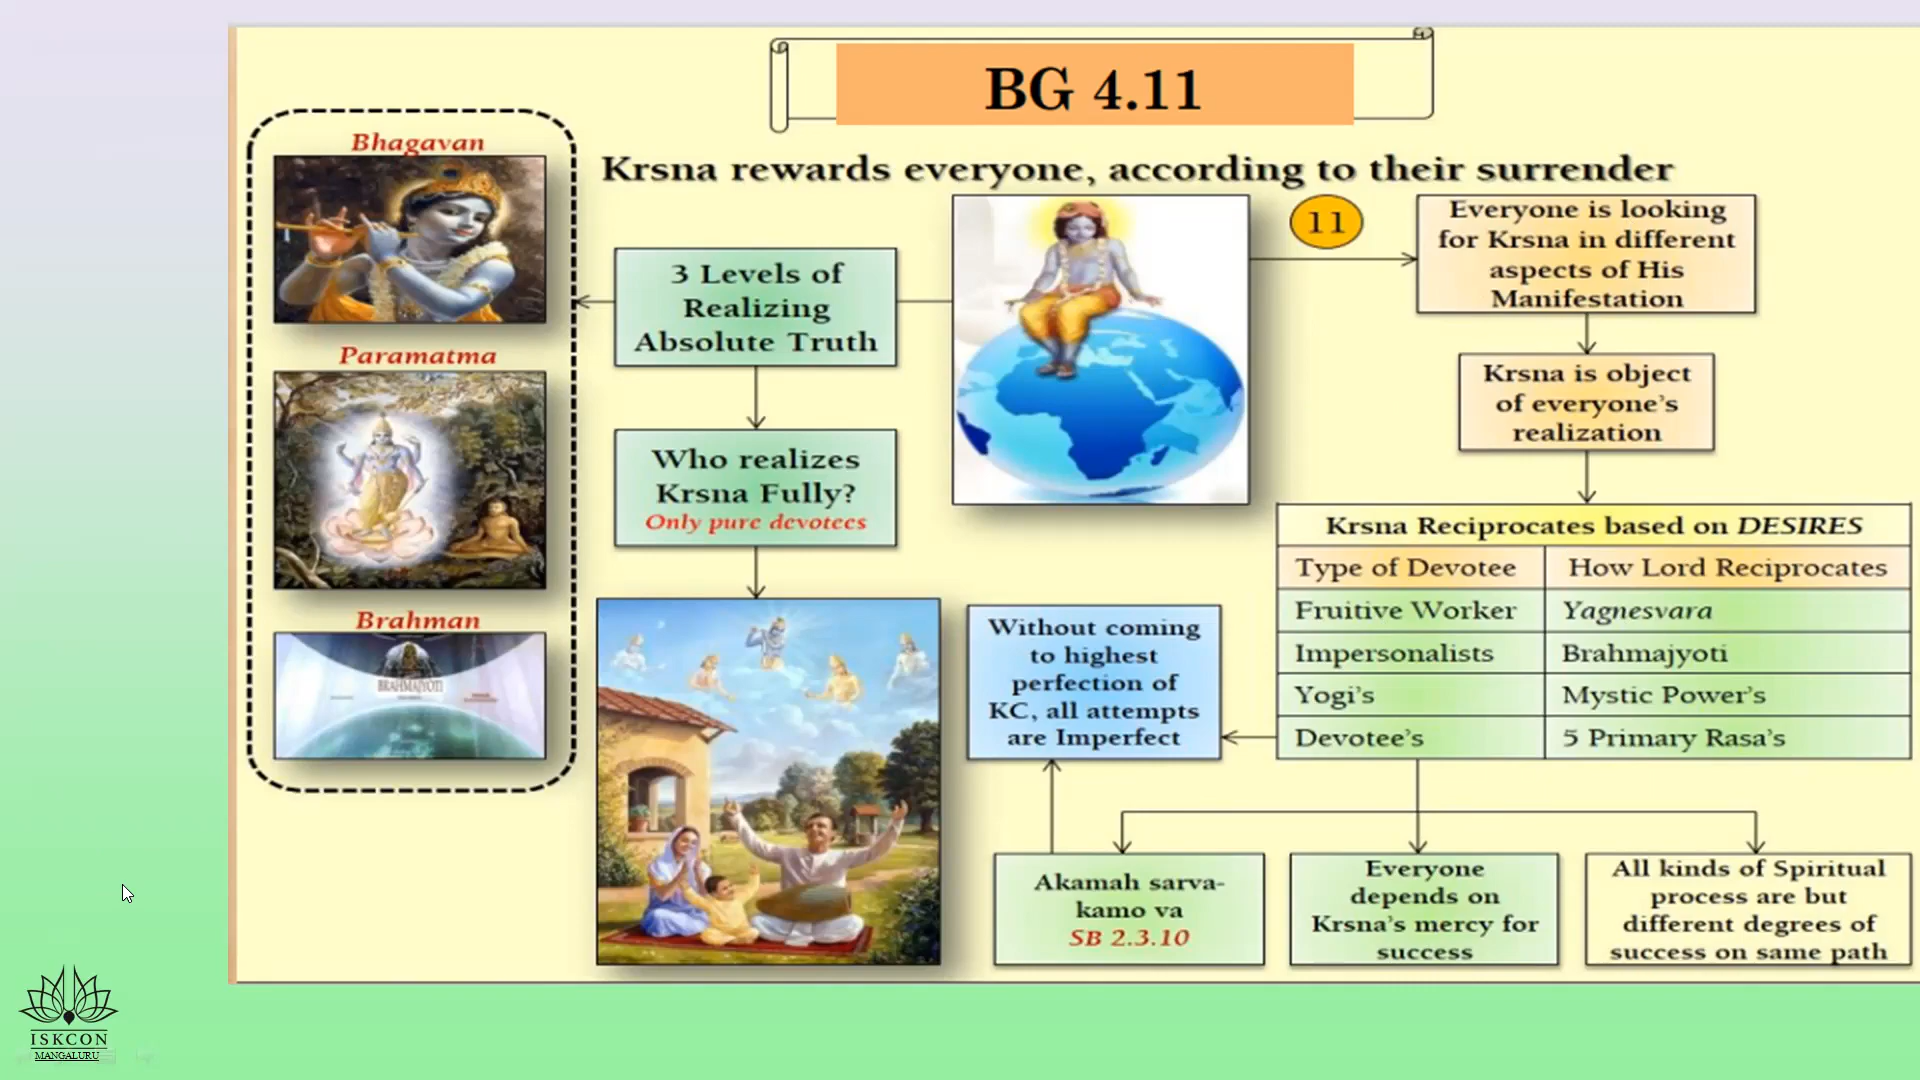 BG 4.11
Krsna rewards everyone, according to their surrender
Bhagavan
Paramatma
Brahman
BRAHMAJYOTI
3 Levels of
Realizing
Absolute Truth
Who realizes
Krsna Fully?
Only pure devotees
11
Everyone is looking
for Krsna in different
aspects of His
Manifestation
Krsna is object
of everyone's
realization
Krsna Reciprocates based on DESIRES
Type of Devotee How Lord Reciprocates
Fruitive Worker Yagnesvara
Impersonalists Brahmajyoti
Yogi's Mystic Power's
Devotee's 5 Primary Rasa's
Without coming
to highest
perfection of
KC, all attempts
are Imperfect
Akamah sarva-
kamo va
SB 2.3.10
Everyone
depends on
Krsna's mercy for
success
All kinds of Spiritual
process are but
different degrees of
success on same path
ISKCON
MANGALURU